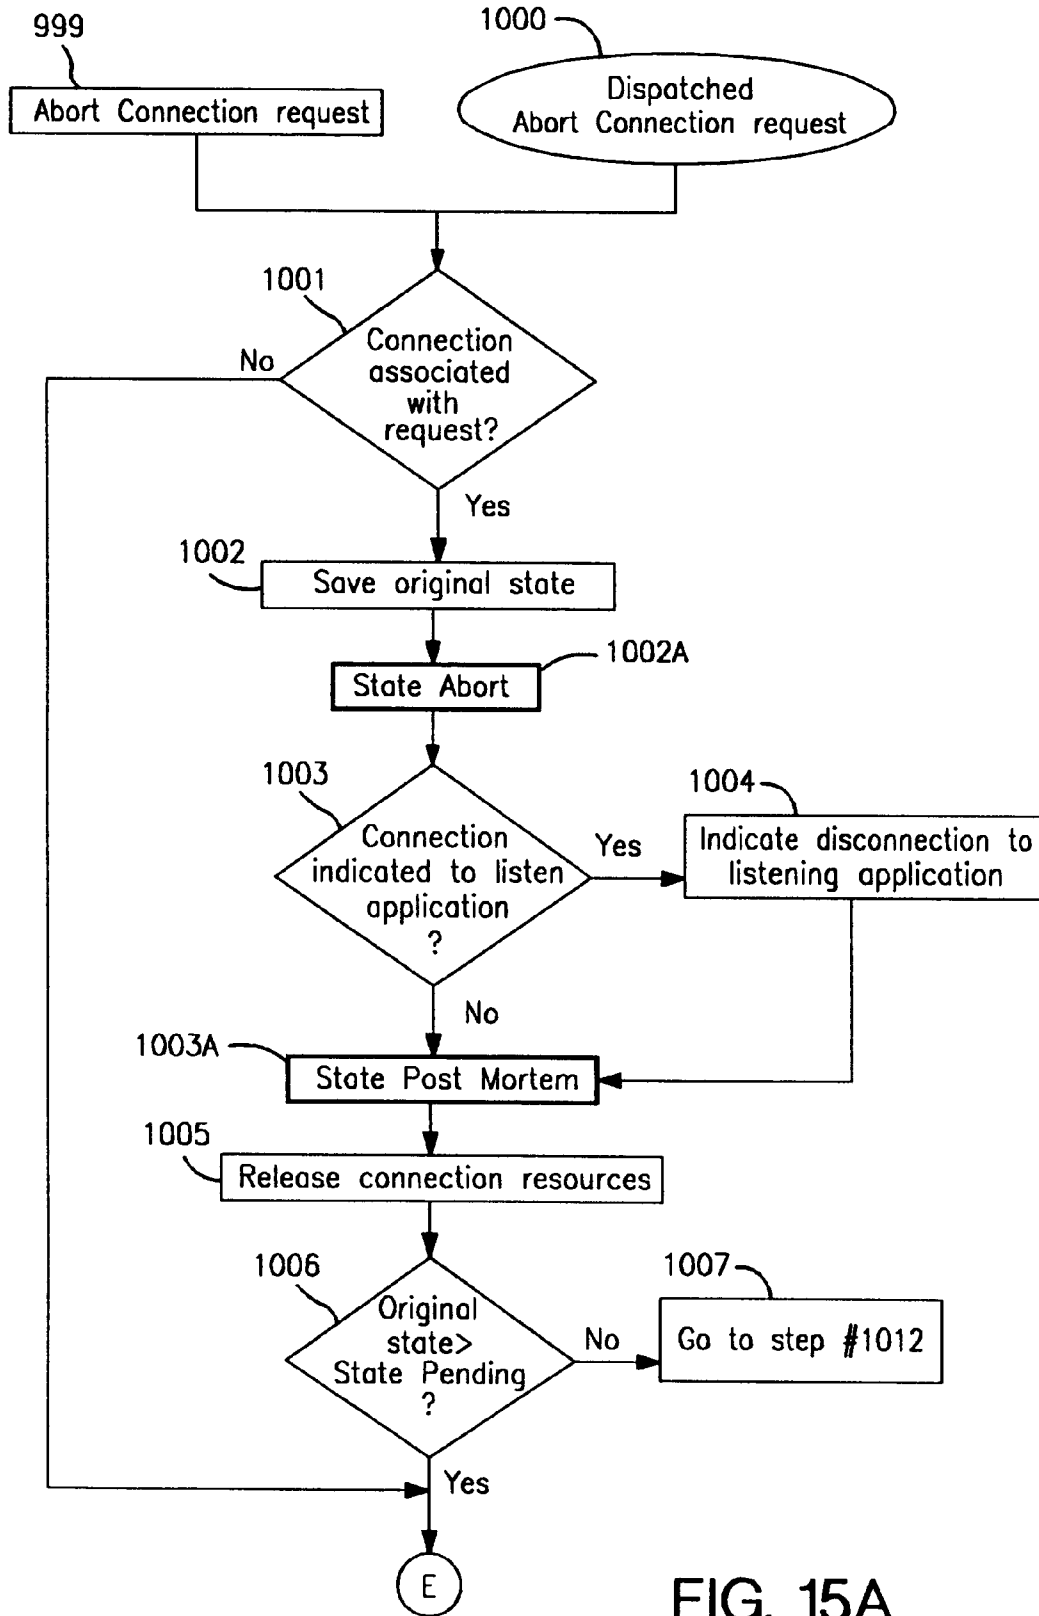 999
1000
Abort Connection request
Dispatched
Abort Connection request
1001
Connection
associated
with
request?
No
Yes
1002
Save original state
1002A
State Abort
1003
Connection
indicated to listen
application
?
Yes
1004
Indicate disconnection to
listening application
No
1003A
State Post Mortem
1005
Release connection resources
1006
Original
state>
State Pending
?
No
1007
Go to step #1012
Yes
E
FIG. 15A